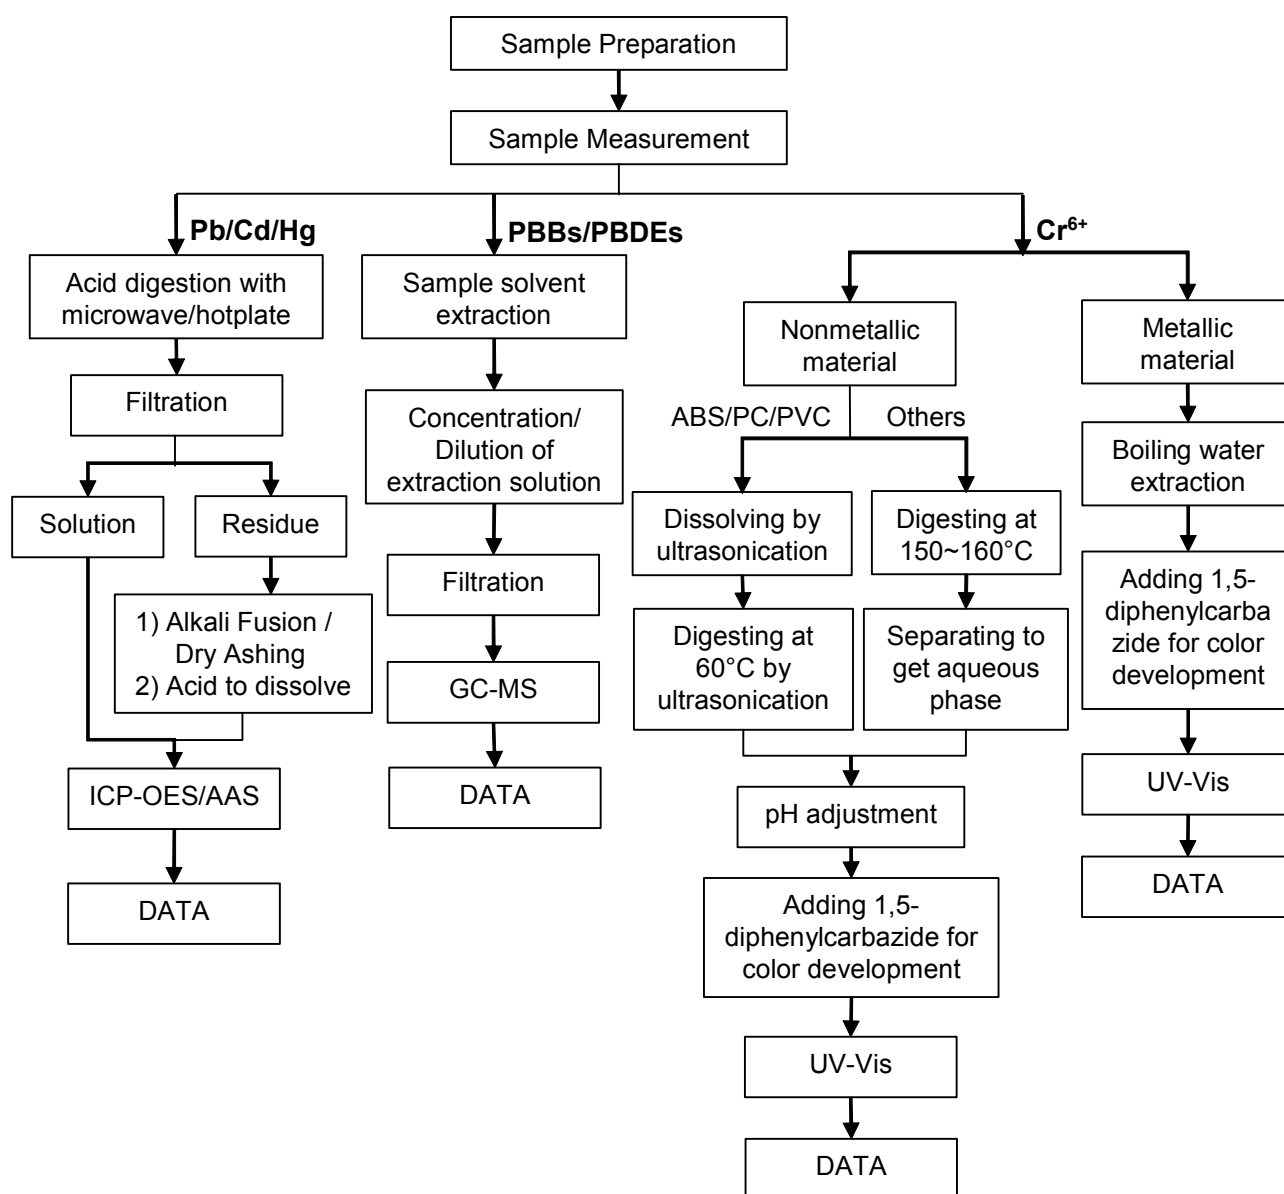 Sample Preparation
Sample Measurement
Pb/Cd/Hg
PBBs/PBDEs
Cr⁶⁺
Acid digestion with
microwave/hotplate
Filtration
Solution
Residue
1) Alkali Fusion /
Dry Ashing
2) Acid to dissolve
ICP-OES/AAS
DATA
Sample solvent
extraction
Concentration/
Dilution of
extraction solution
Filtration
GC-MS
DATA
Nonmetallic
material
ABS/PC/PVC
Others
Dissolving by
ultrasonication
Digesting at
60°C by
ultrasonication
Digesting at
150~160°C
Separating to
get aqueous
phase
pH adjustment
Adding 1,5-
diphenylcarbazide for
color development
UV-Vis
DATA
Metallic
material
Boiling water
extraction
Adding 1,5-
diphenylcarba
zide for color
development
UV-Vis
DATA